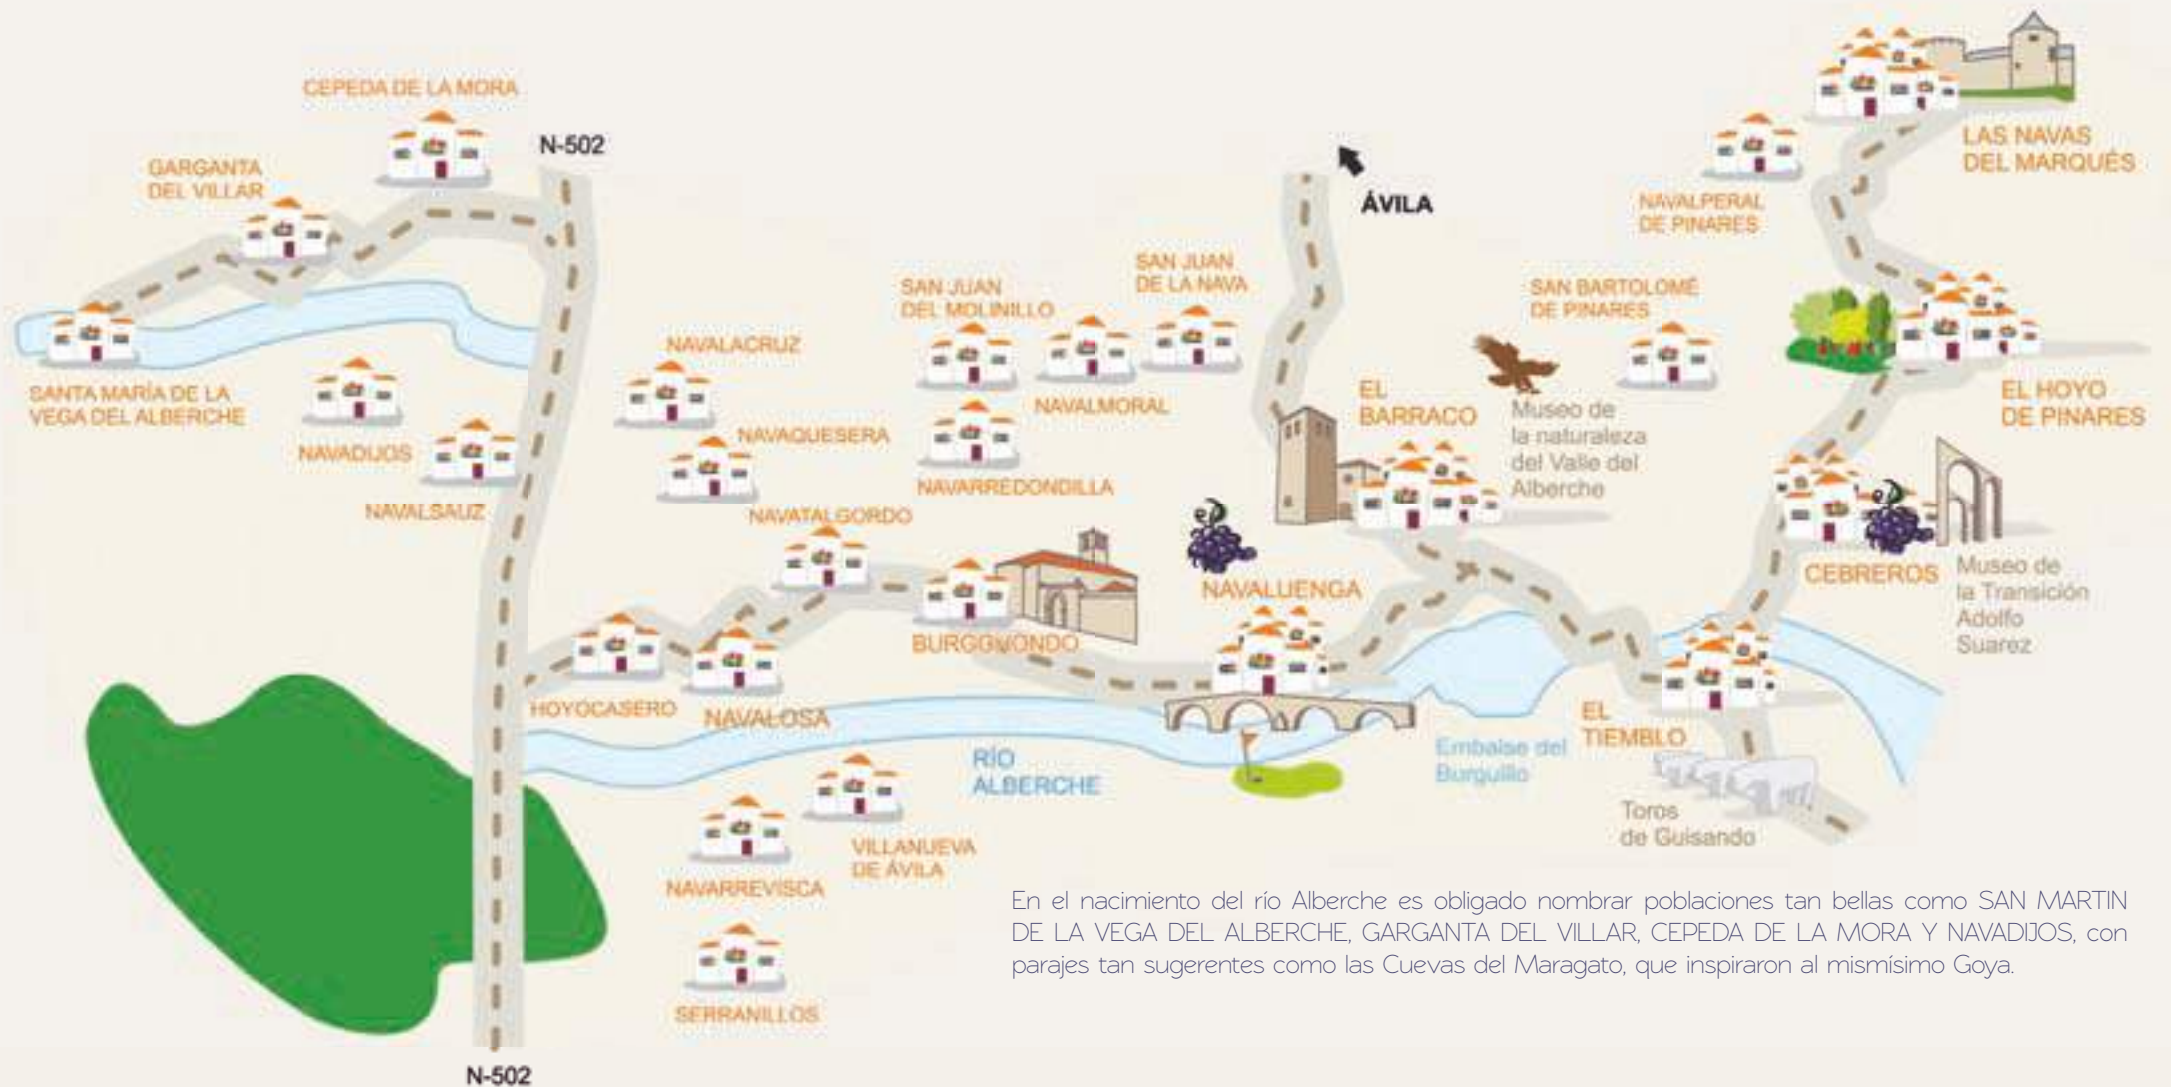 CEPEDA DE LA MORA
N-502
GARGANTA
DEL VILLAR
SANTA MARÍA DE LA
VEGA DEL ALBERCHE
NAVADIJOS
NAVALSAUZ
NAVALACRUZ
NAVAQUESERA
NAVATALGORDO
SAN JUAN
DEL MOLINILLO
SAN JUAN
DE LA NAVA
NAVALMORAL
NAVARREDONDILLA
ÁVILA
EL
BARRACO
Museo de
la naturaleza
del Valle del
Alberche
SAN BARTOLOMÉ
DE PINARES
NAVALPERAL
DE PINARES
LAS NAVAS
DEL MARQUÉS
EL HOYO
DE PINARES
CEBREROS
Museo de
la Transición
Adolfo
Suarez
NAVALUENGA
BURGOHONDO
HOYOCASERO
NAVALOSA
RÍO
ALBERCHE
Embalse del
Burguillo
EL
TIEMBLO
Toros
de Guisando
VILLANUEVA
DE ÁVILA
NAVARREVISCA
SERRANILLOS
N-502
En el nacimiento del río Alberche es obligado nombrar poblaciones tan bellas como SAN MARTIN
DE LA VEGA DEL ALBERCHE, GARGANTA DEL VILLAR, CEPEDA DE LA MORA Y NAVADIJOS, con
parajes tan sugerentes como las Cuevas del Maragato, que inspiraron al mismísimo Goya.